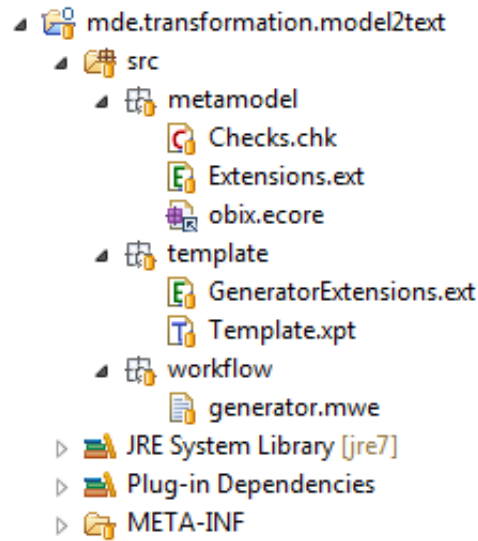 mde.transformation.model2text
src
metamodel
Checks.chk
Extensions.ext
obix.ecore
template
GeneratorExtensions.ext
Template.xpt
workflow
generator.mwe
JRE System Library [jre7]
Plug-in Dependencies
META-INF